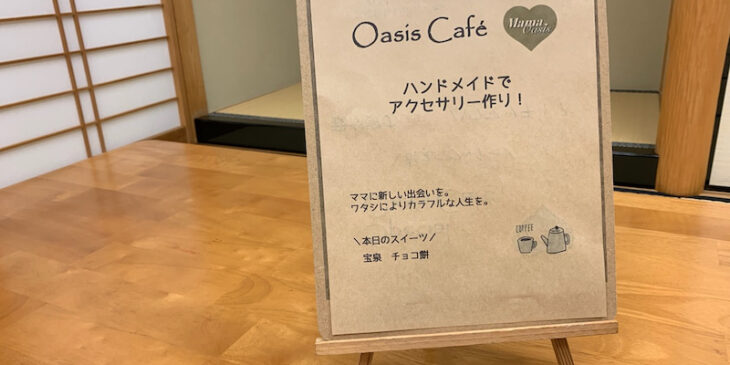 Oasis Café
Mama
Oasis
ハンドメイドで
アクセサリー作り！
ママに新しい出会いを。
ワタシによりカラフルな人生を。
＼本日のスイーツ／
宝泉　チョコ餅
COFFEE